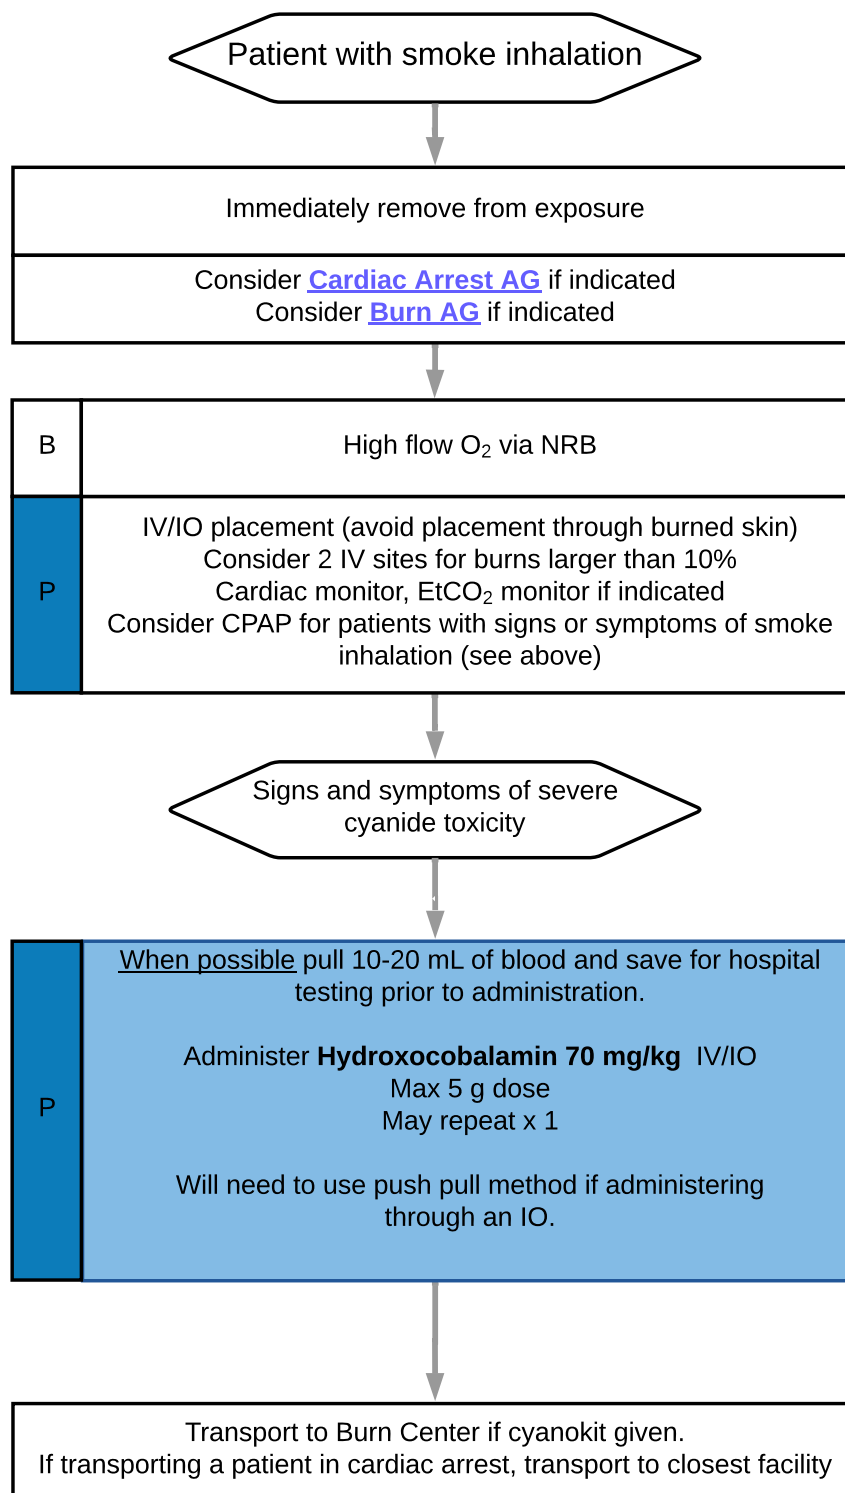 Patient with smoke inhalation
Immediately remove from exposure
Consider Cardiac Arrest AG if indicated
Consider Burn AG if indicated
B
High flow O₂ via NRB
P
IV/IO placement (avoid placement through burned skin)
Consider 2 IV sites for burns larger than 10%
Cardiac monitor, EtCO₂ monitor if indicated
Consider CPAP for patients with signs or symptoms of smoke
inhalation (see above)
Signs and symptoms of severe
cyanide toxicity
P
When possible pull 10-20 mL of blood and save for hospital
testing prior to administration.
Administer Hydroxocobalamin 70 mg/kg IV/IO
Max 5 g dose
May repeat x 1
Will need to use push pull method if administering
through an IO.
Transport to Burn Center if cyanokit given.
If transporting a patient in cardiac arrest, transport to closest facility